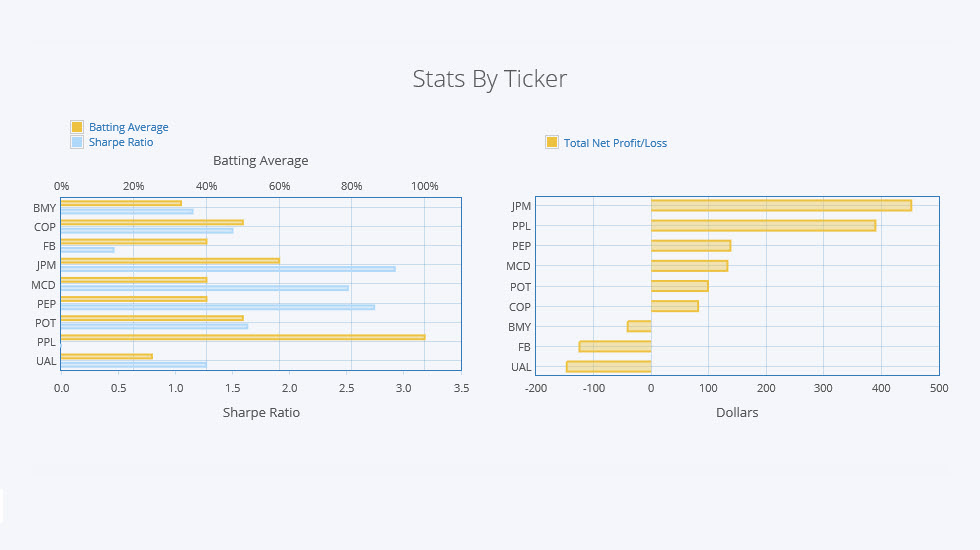 Stats By Ticker
Batting Average
Sharpe Ratio
Batting Average
0% 20% 40% 60% 80% 100%
BMY
COP
FB
JPM
MCD
PEP
POT
PPL
UAL
0.0 0.5 1.0 1.5 2.0 2.5 3.0 3.5
Sharpe Ratio
Total Net Profit/Loss
JPM
PPL
PEP
MCD
POT
COP
BMY
FB
UAL
-200 -100 0 100 200 300 400 500
Dollars